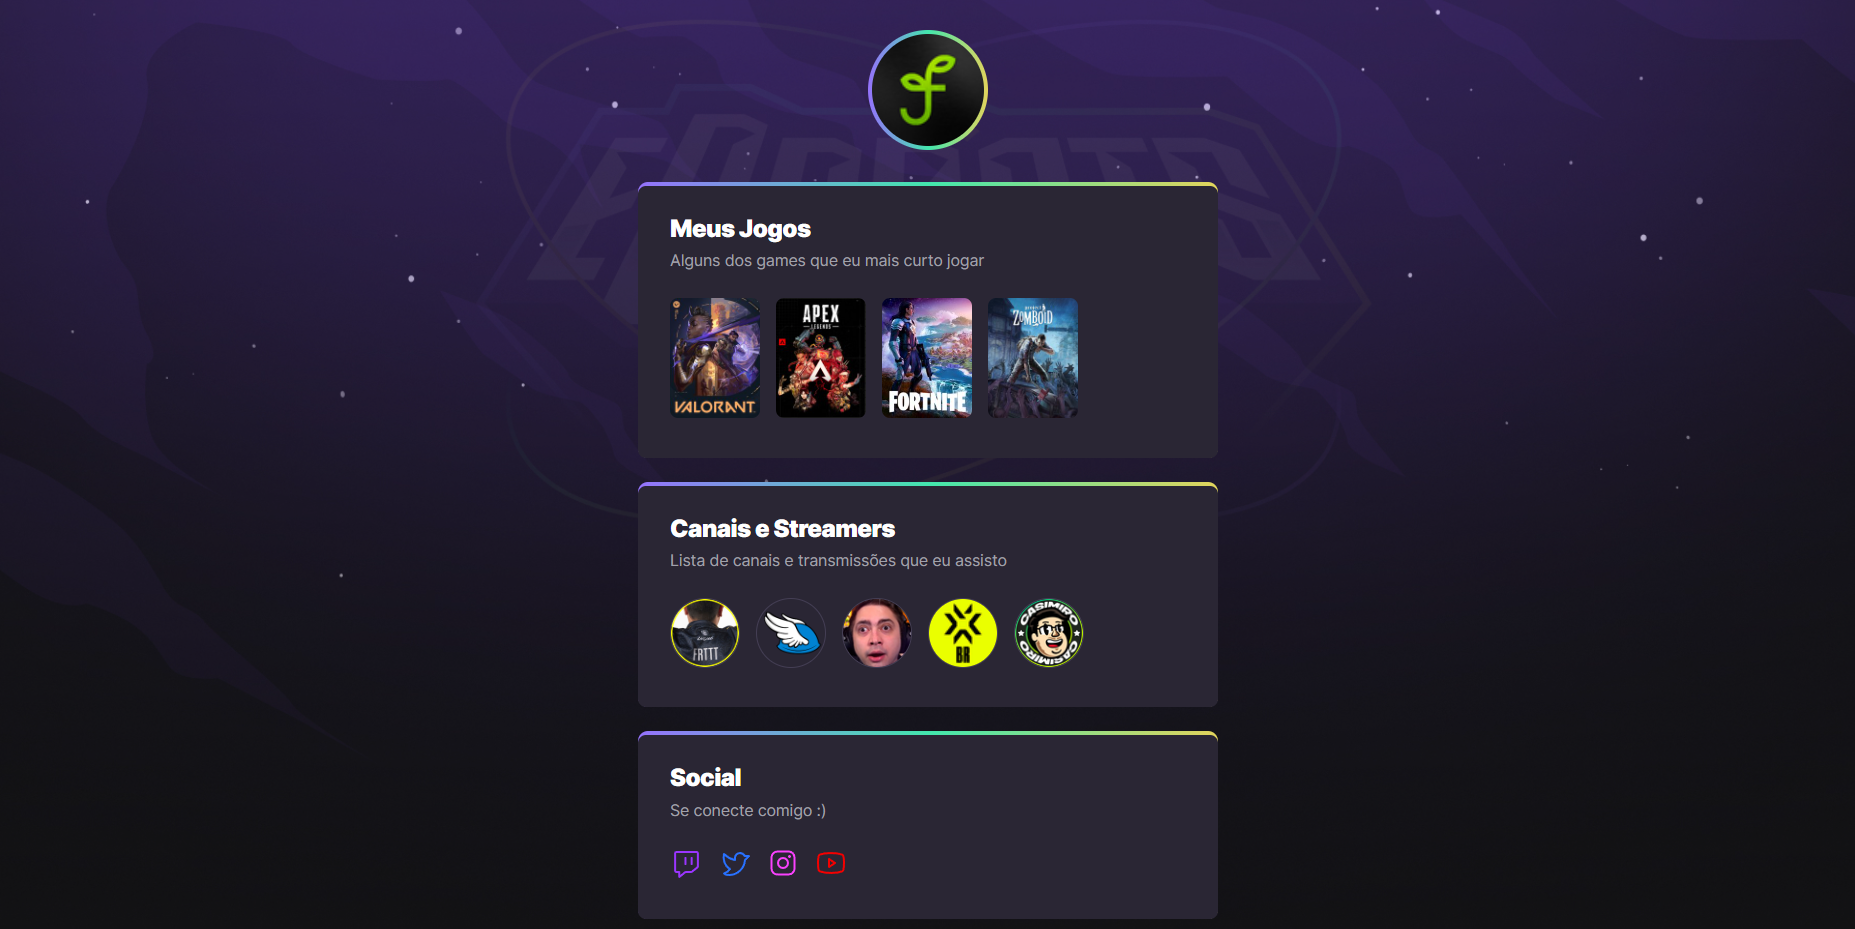 Meus Jogos
Alguns dos games que eu mais curto jogar
VALORANT
APEX
LEGENDS
FORTNITE
ZOMBOID
Canais e Streamers
Lista de canais e transmissões que eu assisto
FRTTT
BR
CASIMIRO
CASIMIRO
Social
Se conecte comigo :)